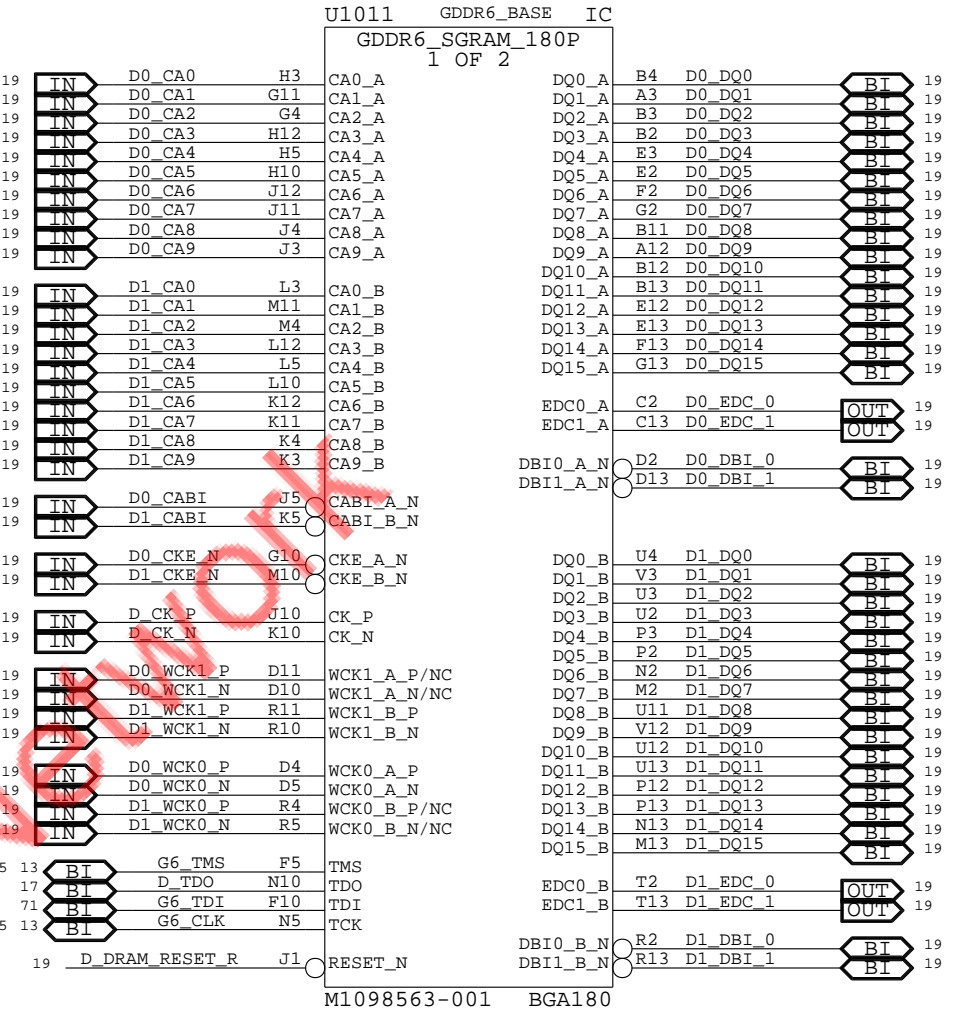 U1011 GDDR6_BASE IC
GDDR6_SGRAM_180P
1 OF 2
19 IN D0_CA0 H3 CA0_A DQ0_A B4 D0_DQ0 BI 19
19 IN D0_CA1 G11 CA1_A DQ1_A A3 D0_DQ1 BI 19
19 IN D0_CA2 G4 CA2_A DQ2_A B3 D0_DQ2 BI 19
19 IN D0_CA3 H12 CA3_A DQ3_A B2 D0_DQ3 BI 19
19 IN D0_CA4 H5 CA4_A DQ4_A E3 D0_DQ4 BI 19
19 IN D0_CA5 H10 CA5_A DQ5_A E2 D0_DQ5 BI 19
19 IN D0_CA6 J12 CA6_A DQ6_A F2 D0_DQ6 BI 19
19 IN D0_CA7 J11 CA7_A DQ7_A G2 D0_DQ7 BI 19
19 IN D0_CA8 J4 CA8_A DQ8_A B11 D0_DQ8 BI 19
19 IN D0_CA9 J3 CA9_A DQ9_A A12 D0_DQ9 BI 19
DQ10_A B12 D0_DQ10 BI 19
19 IN D1_CA0 L3 CA0_B DQ11_A B13 D0_DQ11 BI 19
19 IN D1_CA1 M11 CA1_B DQ12_A E12 D0_DQ12 BI 19
19 IN D1_CA2 M4 CA2_B DQ13_A E13 D0_DQ13 BI 19
19 IN D1_CA3 L12 CA3_B DQ14_A F13 D0_DQ14 BI 19
19 IN D1_CA4 L5 CA4_B DQ15_A G13 D0_DQ15 BI 19
19 IN D1_CA5 L10 CA5_B
19 IN D1_CA6 K12 CA6_B EDC0_A C2 D0_EDC_0 OUT 19
19 IN D1_CA7 K11 CA7_B EDC1_A C13 D0_EDC_1 OUT 19
19 IN D1_CA8 K4 CA8_B
19 IN D1_CA9 K3 CA9_B DBI0_A_N D2 D0_DBI_0 BI 19
DBI1_A_N D13 D0_DBI_1 BI 19
19 IN D0_CABI J5 CABI_A_N
19 IN D1_CABI K5 CABI_B_N
19 IN D0_CKE_N G10 CKE_A_N DQ0_B U4 D1_DQ0 BI 19
19 IN D1_CKE_N M10 CKE_B_N DQ1_B V3 D1_DQ1 BI 19
DQ2_B U3 D1_DQ2 BI 19
19 IN D_CK_P J10 CK_P DQ3_B U2 D1_DQ3 BI 19
19 IN D_CK_N K10 CK_N DQ4_B P3 D1_DQ4 BI 19
DQ5_B P2 D1_DQ5 BI 19
19 IN D0_WCK1_P D11 WCK1_A_P/NC DQ6_B N2 D1_DQ6 BI 19
19 IN D0_WCK1_N D10 WCK1_A_N/NC DQ7_B M2 D1_DQ7 BI 19
19 IN D1_WCK1_P R11 WCK1_B_P DQ8_B U11 D1_DQ8 BI 19
19 IN D1_WCK1_N R10 WCK1_B_N DQ9_B V12 D1_DQ9 BI 19
DQ10_B U12 D1_DQ10 BI 19
19 IN D0_WCK0_P D4 WCK0_A_P DQ11_B U13 D1_DQ11 BI 19
19 IN D0_WCK0_N D5 WCK0_A_N DQ12_B P12 D1_DQ12 BI 19
19 IN D1_WCK0_P R4 WCK0_B_P/NC DQ13_B P13 D1_DQ13 BI 19
19 IN D1_WCK0_N R5 WCK0_B_N/NC DQ14_B N13 D1_DQ14 BI 19
DQ15_B M13 D1_DQ15 BI 19
5 13 BI G6_TMS F5 TMS
17 BI D_TDO N10 TDO EDC0_B T2 D1_EDC_0 OUT 19
71 BI G6_TDI F10 TDI EDC1_B T13 D1_EDC_1 OUT 19
5 13 BI G6_CLK N5 TCK
DBI0_B_N R2 D1_DBI_0 BI 19
19 D_DRAM_RESET_R J1 RESET_N DBI1_B_N R13 D1_DBI_1 BI 19
M1098563-001 BGA180